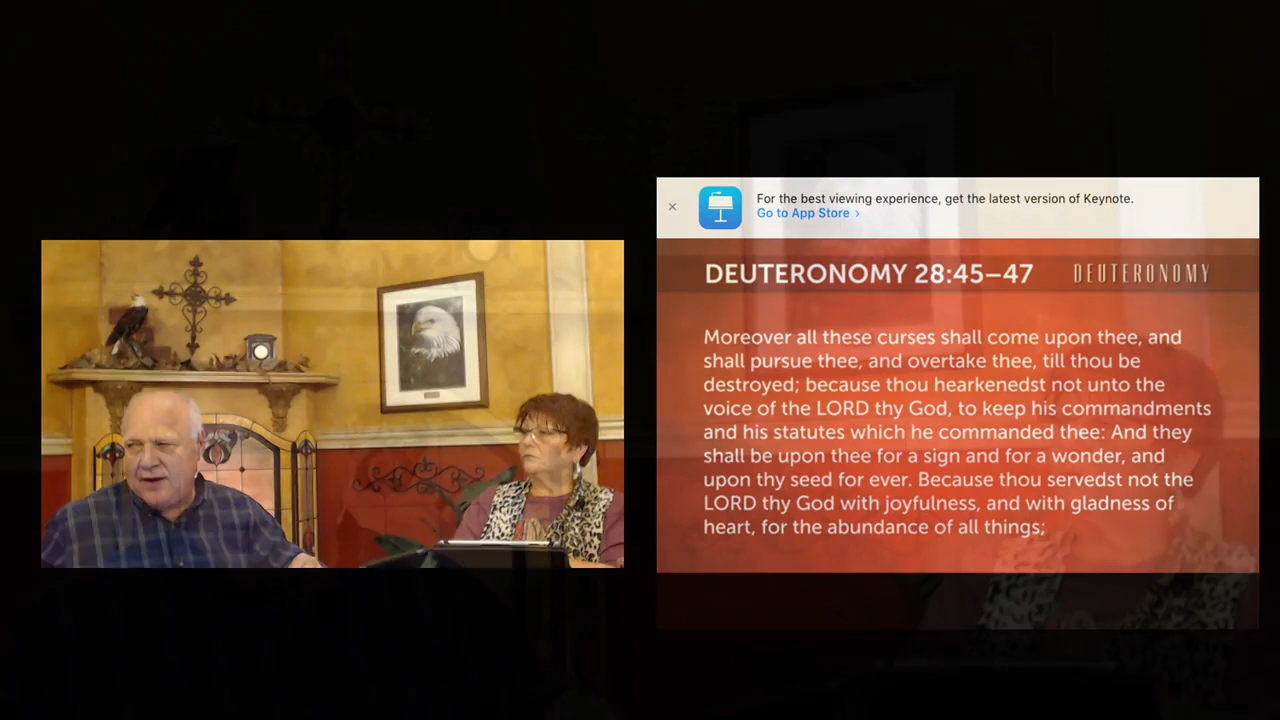 For the best viewing experience, get the latest version of Keynote.
Go to App Store >
DEUTERONOMY 28:45–47
DEUTERONOMY
Moreover all these curses shall come upon thee, and
shall pursue thee, and overtake thee, till thou be
destroyed; because thou hearkenedst not unto the
voice of the LORD thy God, to keep his commandments
and his statutes which he commanded thee: And they
shall be upon thee for a sign and for a wonder, and
upon thy seed for ever. Because thou servedst not the
LORD thy God with joyfulness, and with gladness of
heart, for the abundance of all things;